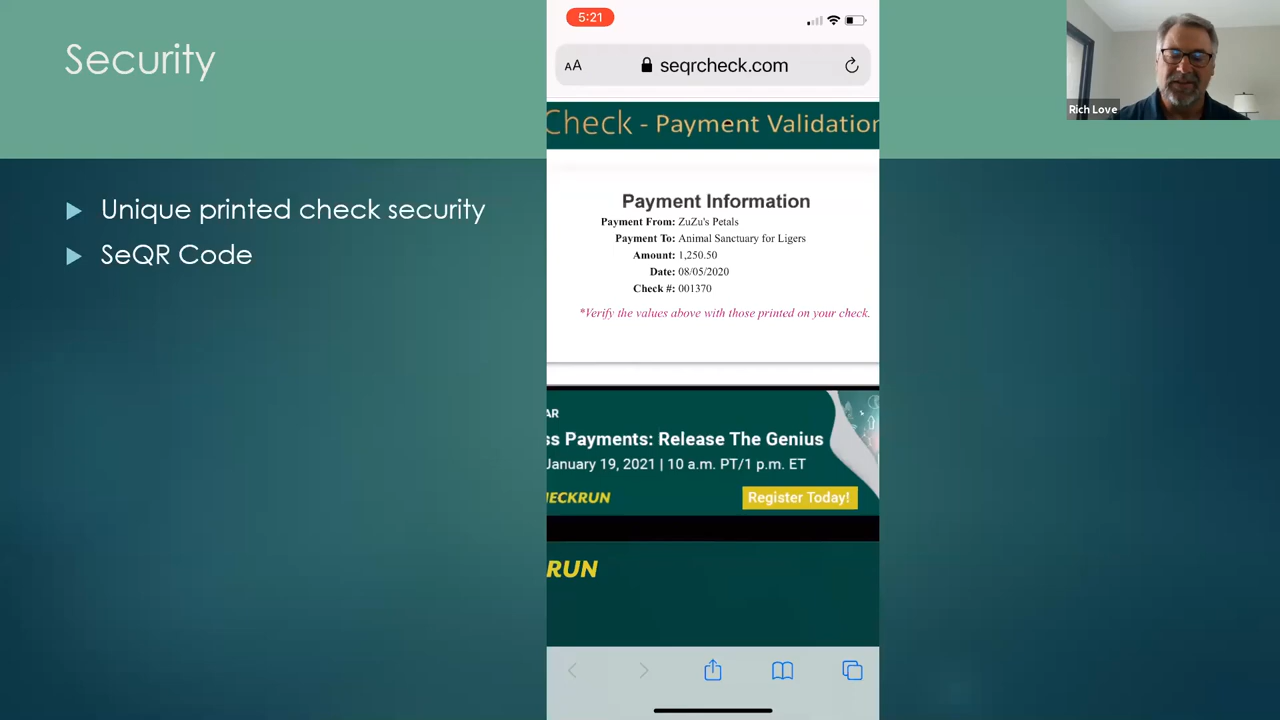 Security
Unique printed check security
SeQR Code
5:21
AA
seqrcheck.com
Check - Payment Validation
Payment Information
Payment From: ZuZu's Petals
Payment To: Animal Sanctuary for Ligers
Amount: 1,250.50
Date: 08/05/2020
Check #: 001370
*Verify the values above with those printed on your check.
AR
ss Payments: Release The Genius
January 19, 2021 | 10 a.m. PT/1 p.m. ET
HECKRUN
Register Today!
RUN
Rich Love